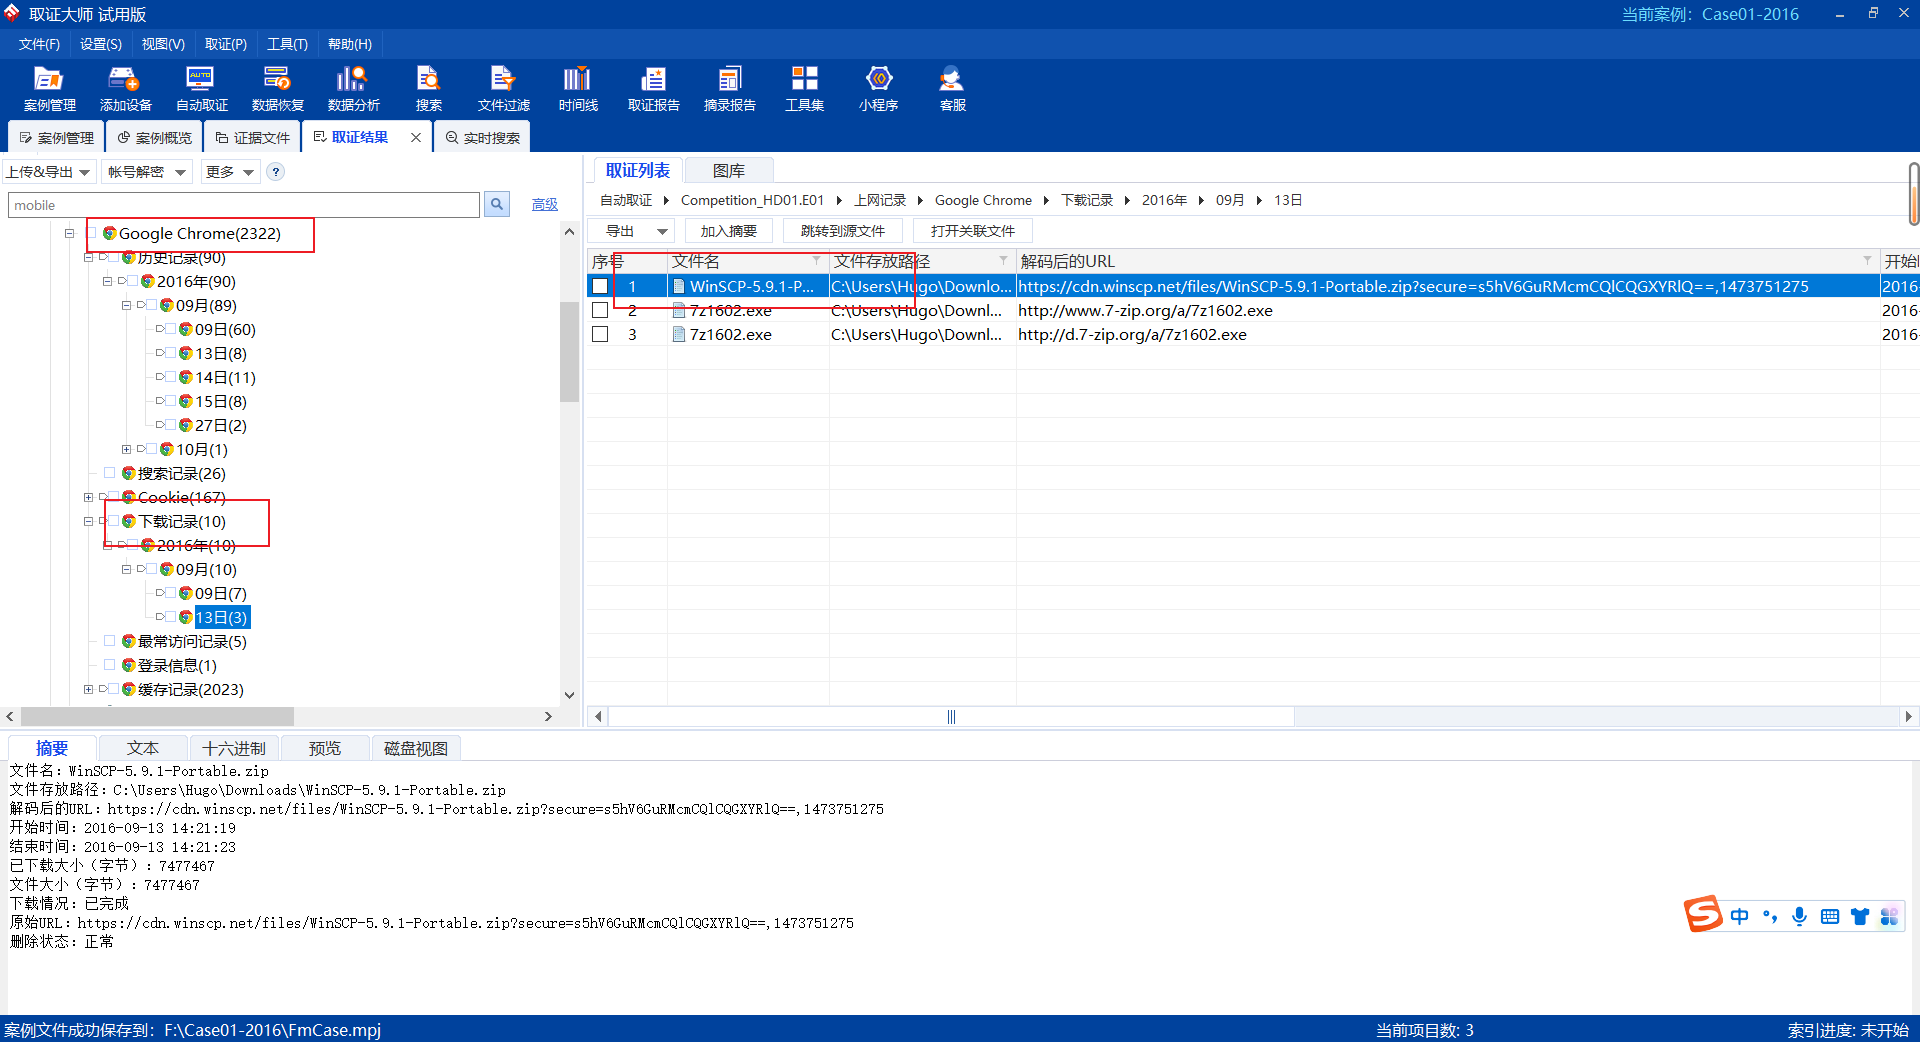 取证大师 试用版
当前案例：Case01-2016
文件(F) 设置(S) 视图(V) 取证(P) 工具(T) 帮助(H)
案例管理 添加设备 自动取证 数据恢复 数据分析 搜索 文件过滤 时间线 取证报告 摘录报告 工具集 小程序 客服
案例管理 案例概览 证据文件 取证结果 实时搜索
上传&导出 帐号解密 更多 ?
mobile
高级
Google Chrome(2322)
历史记录(90)
2016年(90)
09月(89)
09日(60)
13日(8)
14日(11)
15日(8)
27日(2)
10月(1)
搜索记录(26)
Cookie(167)
下载记录(10)
2016年(10)
09月(10)
09日(7)
13日(3)
最常访问记录(5)
登录信息(1)
缓存记录(2023)
取证列表 图库
自动取证 Competition_HD01.E01 上网记录 Google Chrome 下载记录 2016年 09月 13日
导出 加入摘要 跳转到源文件 打开关联文件
序号 文件名 文件存放路径 解码后的URL 开始
1 WinSCP-5.9.1-P... C:\Users\Hugo\Downlo... https://cdn.winscp.net/files/WinSCP-5.9.1-Portable.zip?secure=s5hV6GuRMcmCQlCQGXYRlQ==,1473751275 2016-
2 7z1602.exe C:\Users\Hugo\Downl... http://www.7-zip.org/a/7z1602.exe 2016-
3 7z1602.exe C:\Users\Hugo\Downl... http://d.7-zip.org/a/7z1602.exe 2016-
摘要 文本 十六进制 预览 磁盘视图
文件名：WinSCP-5.9.1-Portable.zip
文件存放路径：C:\Users\Hugo\Downloads\WinSCP-5.9.1-Portable.zip
解码后的URL：https://cdn.winscp.net/files/WinSCP-5.9.1-Portable.zip?secure=s5hV6GuRMcmCQlCQGXYRlQ==,1473751275
开始时间：2016-09-13 14:21:19
结束时间：2016-09-13 14:21:23
已下载大小（字节）：7477467
文件大小（字节）：7477467
下载情况：已完成
原始URL：https://cdn.winscp.net/files/WinSCP-5.9.1-Portable.zip?secure=s5hV6GuRMcmCQlCQGXYRlQ==,1473751275
删除状态：正常
S 中
案例文件成功保存到：F:\Case01-2016\FmCase.mpj
当前项目数: 3
索引进度: 未开始